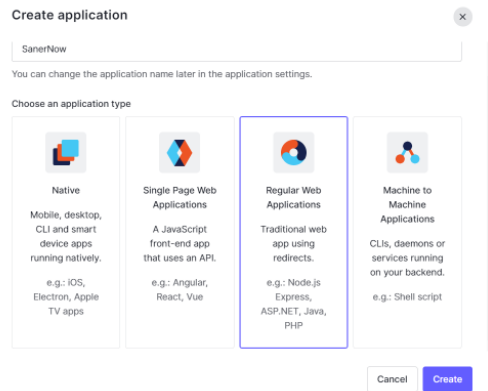 Create application
SanerNow
You can change the application name later in the application settings.
Choose an application type
Native
Mobile, desktop,
CLI and smart
device apps
running natively.
e.g.: iOS,
Electron, Apple
TV apps
Single Page Web
Applications
A JavaScript
front-end app
that uses an API.
e.g.: Angular,
React, Vue
Regular Web
Applications
Traditional web
app using
redirects.
e.g.: Node.js
Express,
ASP.NET, Java,
PHP
Machine to
Machine
Applications
CLIs, daemons or
services running
on your backend.
e.g.: Shell script
Cancel
Create